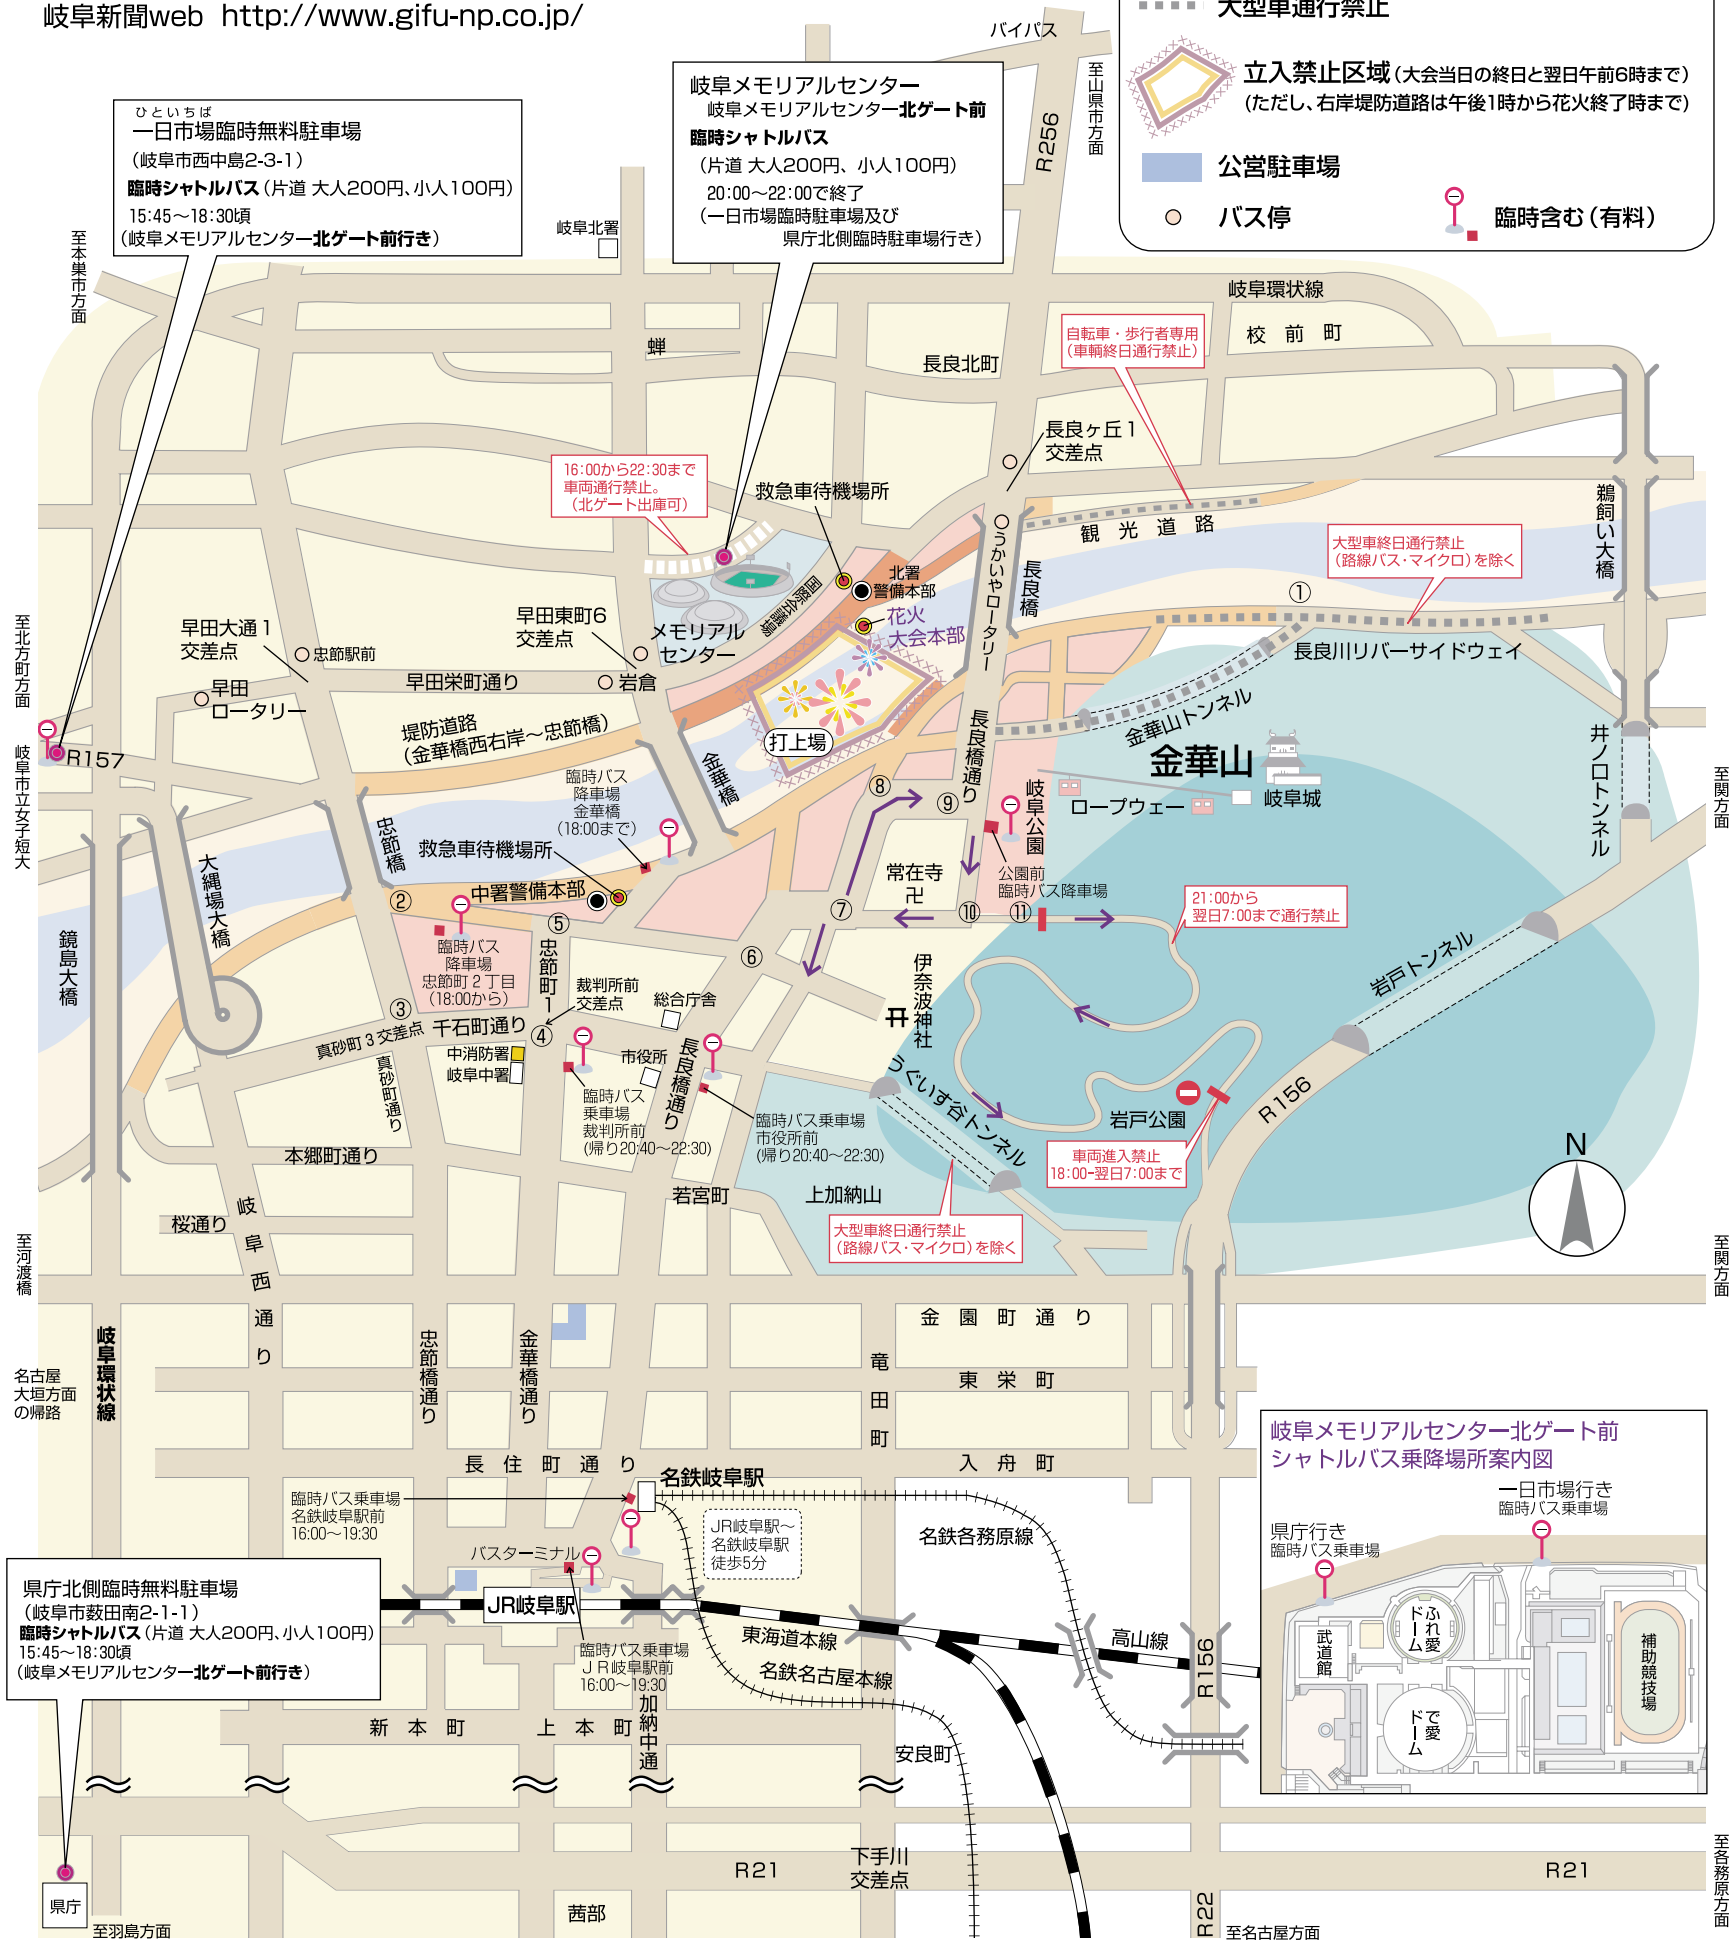 岐阜新聞web http://www.gifu-np.co.jp/
大型車通行禁止
立入禁止区域(大会当日の終日と翌日午前6時まで)
(ただし、右岸堤防道路は午後1時から花火終了時まで)
公営駐車場
バス停
臨時含む(有料)
ひといちば
一日市場臨時無料駐車場
(岐阜市西中島2-3-1)
臨時シャトルバス(片道 大人200円、小人100円)
15:45〜18:30頃
(岐阜メモリアルセンター北ゲート前行き)
岐阜メモリアルセンター
岐阜メモリアルセンター北ゲート前
臨時シャトルバス
(片道 大人200円、小人100円)
20:00〜22:00で終了
(一日市場臨時駐車場及び
県庁北側臨時駐車場行き)
バイパス
至山県市方面
R256
岐阜北署
至本巣市方面
岐阜環状線
校前町
蝉
長良北町
自転車・歩行者専用
(車輌終日通行禁止)
長良ヶ丘1
交差点
16:00から22:30まで
車両通行禁止。
(北ゲート出庫可)
救急車待機場所
観光道路
鵜飼い大橋
大型車終日通行禁止
(路線バス・マイクロ)を除く
うかいやロータリー
長良橋
北署
警備本部
花火
大会本部
国際会議場
メモリアル
センター
①
長良川リバーサイドウェイ
至北方町方面
早田大通1
交差点
忠節駅前
早田東町6
交差点
早田
ロータリー
早田栄町通り
岩倉
堤防道路
(金華橋西右岸〜忠節橋)
打上場
長良橋通り
金華山トンネル
金華山
岐阜城
ロープウェー
井ノ口トンネル
至関方面
R157
岐阜市立女子短大
臨時バス
降車場
金華橋
(18:00まで)
金華橋
忠節橋
救急車待機場所
⑧
⑨
岐阜公園
公園前
臨時バス降車場
常在寺
卍
大縄場大橋
鏡島大橋
②
中署警備本部
⑤
⑦
⑩
⑪
21:00から
翌日7:00まで通行禁止
臨時バス
降車場
忠節町2丁目
(18:00から)
忠節町1
⑥
伊奈波神社
岩戸トンネル
裁判所前
交差点
総合庁舎
③
真砂町3交差点
千石町通り
④
中消防署
岐阜中署
真砂町通り
市役所
長良橋通り
臨時バス
乗車場
裁判所前
(帰り20:40〜22:30)
臨時バス乗車場
市役所前
(帰り20:40〜22:30)
うぐいす谷トンネル
岩戸公園
R156
車両進入禁止
18:00-翌日7:00まで
N
本郷町通り
若宮町
上加納山
大型車終日通行禁止
(路線バス・マイクロ)を除く
桜通り
岐阜西通り
至河渡橋
至関方面
金園町通り
岐阜環状線
名古屋
大垣方面
の帰路
忠節橋通り
金華橋通り
竜田町
東栄町
長住町通り
入舟町
名鉄岐阜駅
臨時バス乗車場
名鉄岐阜駅前
16:00〜19:30
JR岐阜駅〜
名鉄岐阜駅
徒歩5分
名鉄各務原線
バスターミナル
JR岐阜駅
臨時バス乗車場
JR岐阜駅前
16:00〜19:30
東海道本線
名鉄名古屋本線
高山線
R156
県庁北側臨時無料駐車場
(岐阜市薮田南2-1-1)
臨時シャトルバス(片道 大人200円、小人100円)
15:45〜18:30頃
(岐阜メモリアルセンター北ゲート前行き)
新本町
上本町
加納中通
安良町
岐阜メモリアルセンター北ゲート前
シャトルバス乗降場所案内図
一日市場行き
臨時バス乗車場
県庁行き
臨時バス乗車場
武道館
ふれ愛
ドーム
で愛
ドーム
補助競技場
県庁
至羽島方面
茜部
R21
下手川
交差点
R22
至名古屋方面
R21
至各務原方面